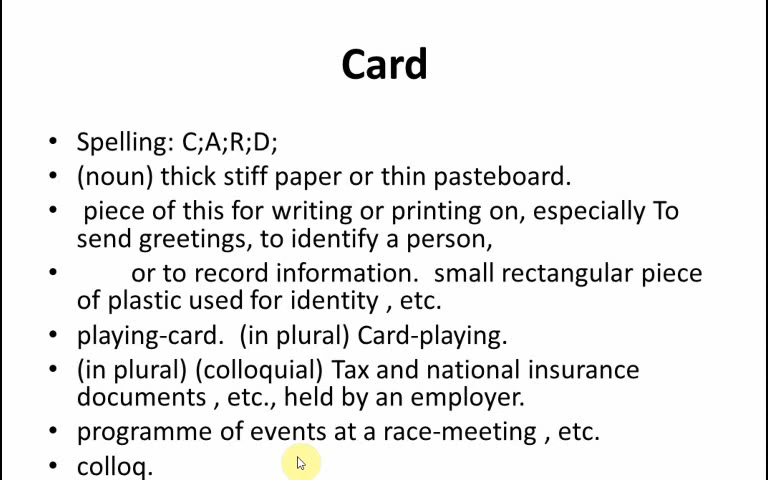 Card
• Spelling: C;A;R;D;
• (noun) thick stiff paper or thin pasteboard.
• piece of this for writing or printing on, especially To
send greetings, to identify a person,
• or to record information.  small rectangular piece
of plastic used for identity , etc.
• playing-card.  (in plural) Card-playing.
• (in plural) (colloquial) Tax and national insurance
documents , etc., held by an employer.
• programme of events at a race-meeting , etc.
• colloq.